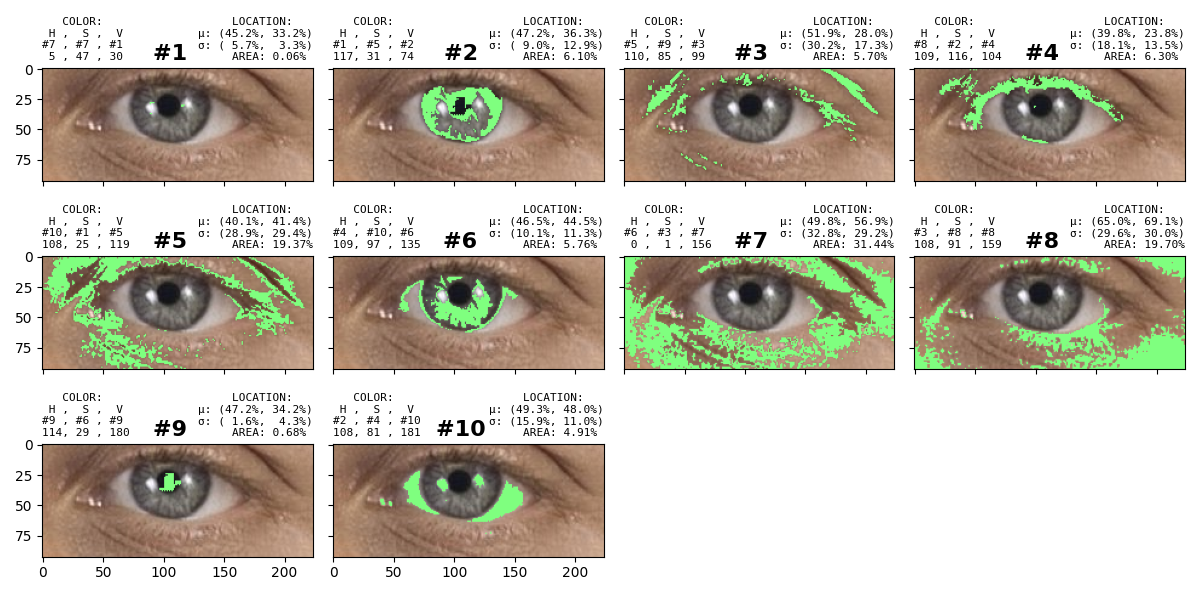 COLOR: LOCATION:
H , S , V μ: (45.2%, 33.2%)
#7 , #7 , #1 σ: ( 5.7%, 3.3%)
5 , 47 , 30 #1 AREA: 0.06%
COLOR: LOCATION:
H , S , V μ: (47.2%, 36.3%)
#1 , #5 , #2 σ: ( 9.0%, 12.9%)
117, 31 , 74 #2 AREA: 6.10%
COLOR: LOCATION:
H , S , V μ: (51.9%, 28.0%)
#5 , #9 , #3 σ: (30.2%, 17.3%)
110, 85 , 99 #3 AREA: 5.70%
COLOR: LOCATION:
H , S , V μ: (39.8%, 23.8%)
#8 , #2 , #4 σ: (18.1%, 13.5%)
109, 116, 104 #4 AREA: 6.30%
0
25
50
75
COLOR: LOCATION:
H , S , V μ: (40.1%, 41.4%)
#10, #1 , #5 σ: (28.9%, 29.4%)
108, 25 , 119 #5 AREA: 19.37%
COLOR: LOCATION:
H , S , V μ: (46.5%, 44.5%)
#4 , #10, #6 σ: (10.1%, 11.3%)
109, 97 , 135 #6 AREA: 5.76%
COLOR: LOCATION:
H , S , V μ: (49.8%, 56.9%)
#6 , #3 , #7 σ: (32.8%, 29.2%)
0 , 1 , 156 #7 AREA: 31.44%
COLOR: LOCATION:
H , S , V μ: (65.0%, 69.1%)
#3 , #8 , #8 σ: (29.6%, 30.0%)
108, 91 , 159 #8 AREA: 19.70%
0
25
50
75
COLOR: LOCATION:
H , S , V μ: (47.2%, 34.2%)
#9 , #6 , #9 σ: ( 1.6%, 4.3%)
114, 29 , 180 #9 AREA: 0.68%
COLOR: LOCATION:
H , S , V μ: (49.3%, 48.0%)
#2 , #4 , #10 σ: (15.9%, 11.0%)
108, 81 , 181 #10 AREA: 4.91%
0
25
50
75
0 50 100 150 200
0 50 100 150 200